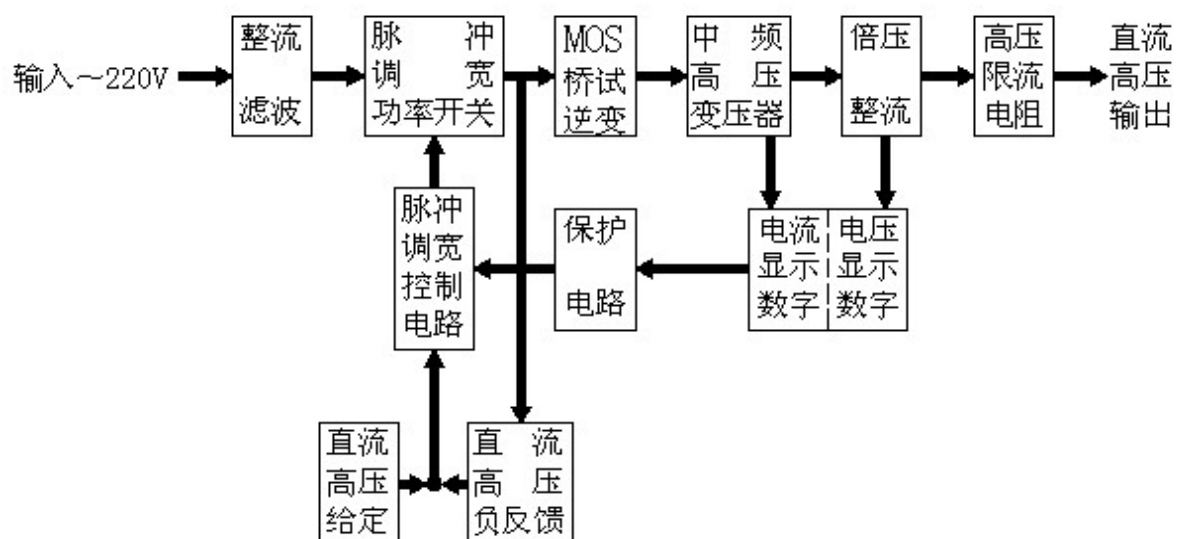 输入～220V
整流
滤波
脉 冲
调 宽
功率开关
MOS
桥试
逆变
中 频
高 压
变压器
倍压
整流
高压
限流
电阻
直流
高压
输出
脉冲
调宽
控制
电路
保护
电路
电流
显示
数字
电压
显示
数字
直流
高压
给定
直 流
高 压
负反馈